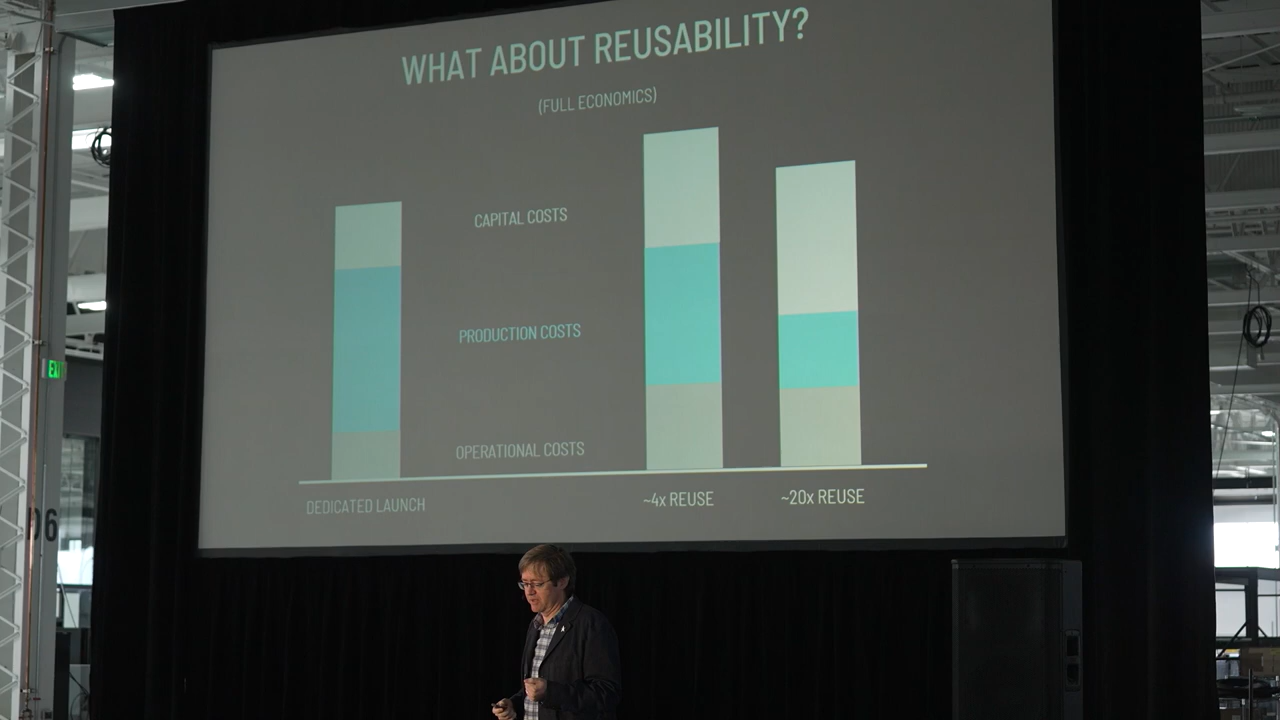 WHAT ABOUT REUSABILITY?
(FULL ECONOMICS)
CAPITAL COSTS
PRODUCTION COSTS
OPERATIONAL COSTS
DEDICATED LAUNCH
~4x REUSE
~20x REUSE
EXIT
06